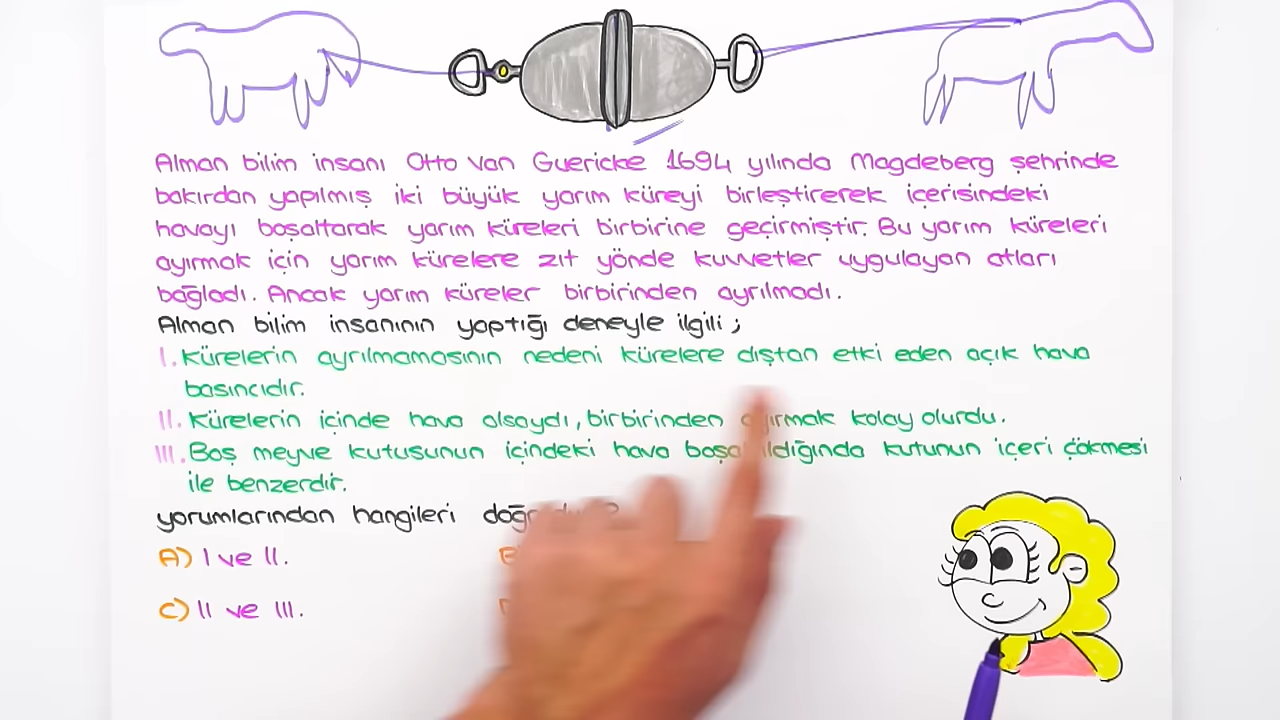 Alman bilim insanı Otto Van Guericke 1694 yılında Magdeberg şehrinde
bakırdan yapılmış iki büyük yarım küreyi birleştirerek içerisindeki
havayı boşaltarak yarım küreleri birbirine geçirmiştir. Bu yarım küreleri
ayırmak için yarım kürelere zıt yönde kuvvetler uygulayan atları
bağladı. Ancak yarım küreler birbirinden ayrılmadı.
Alman bilim insanının yaptığı deneyle ilgili ;
I. Kürelerin ayrılmamasının nedeni kürelere dıştan etki eden açık hava
basıncıdır.
II. Kürelerin içinde hava olsaydı, birbirinden kolay olurdu.
III. Boş meyve kutusunun içindeki hava kutunun içeri çökmesi
ile benzerdir.
yorumlarından hangileri
A) I ve II.
C) II ve III.